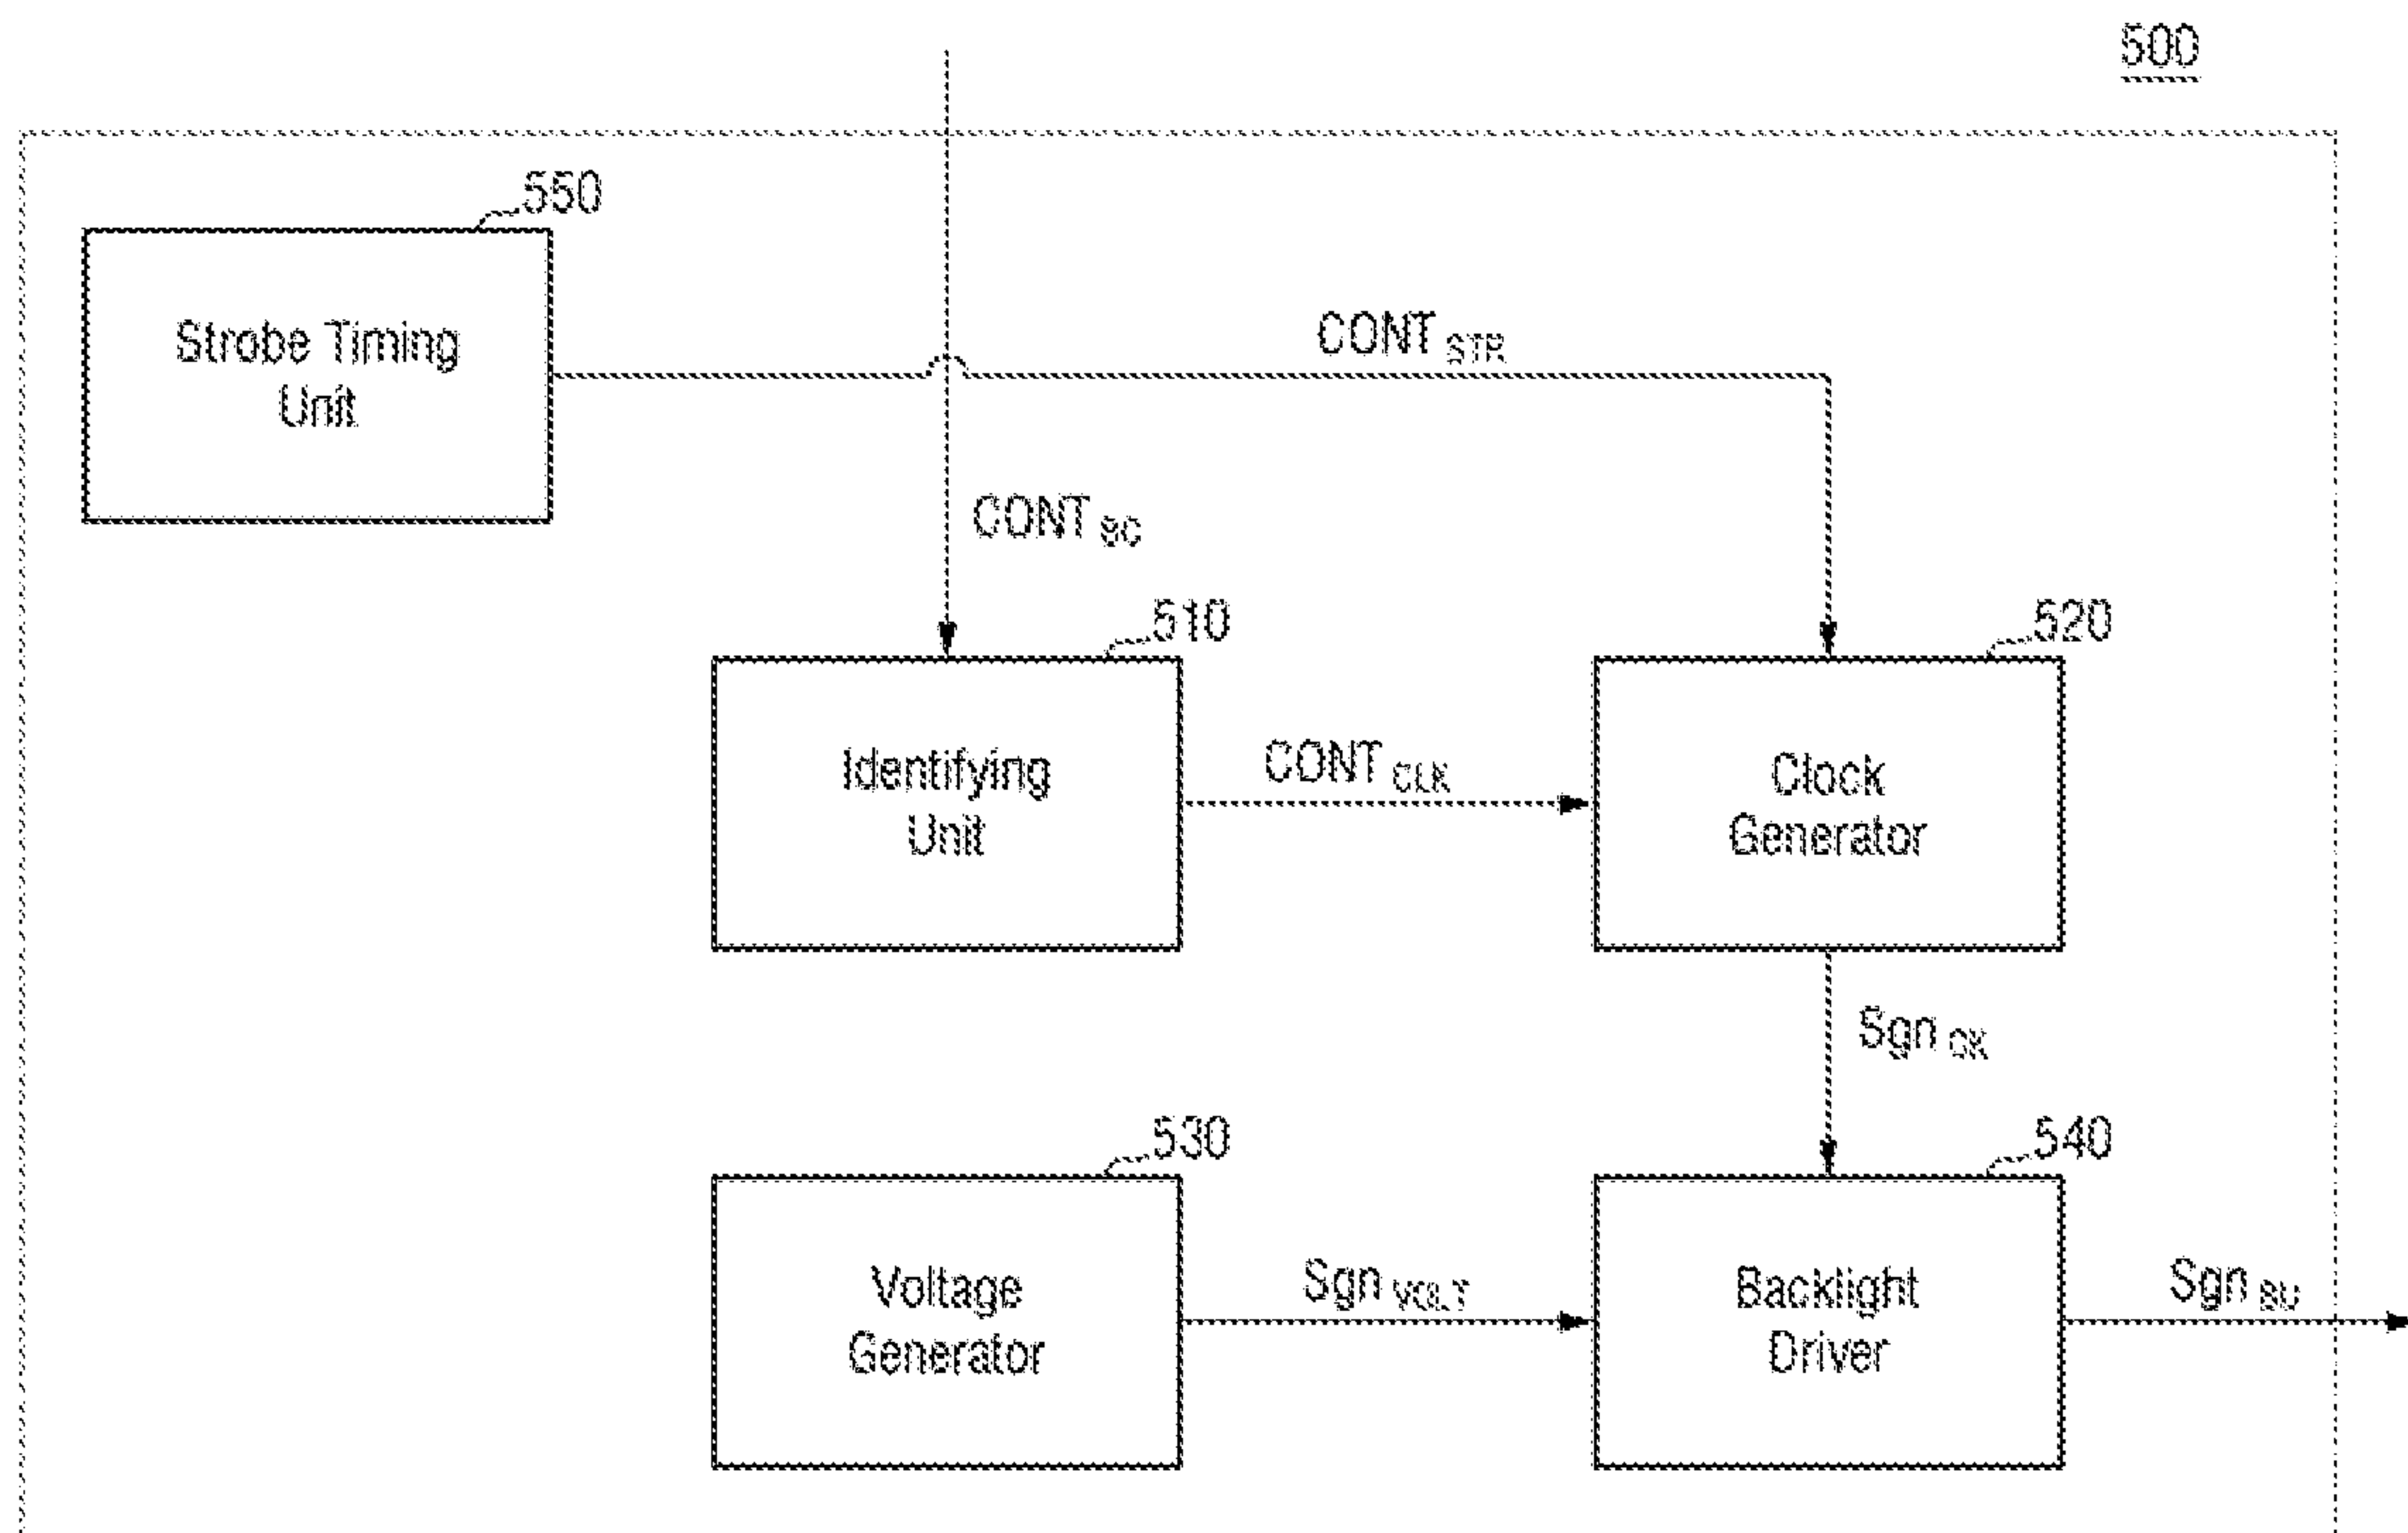 500
550
Strobe Timing
Unit
CONT STR
CONT BC
510
520
Identifying
Unit
CONT CLK
Clock
Generator
Sgn CK
530
540
Voltage
Generator
Sgn VOLT
Backlight
Driver
Sgn BU